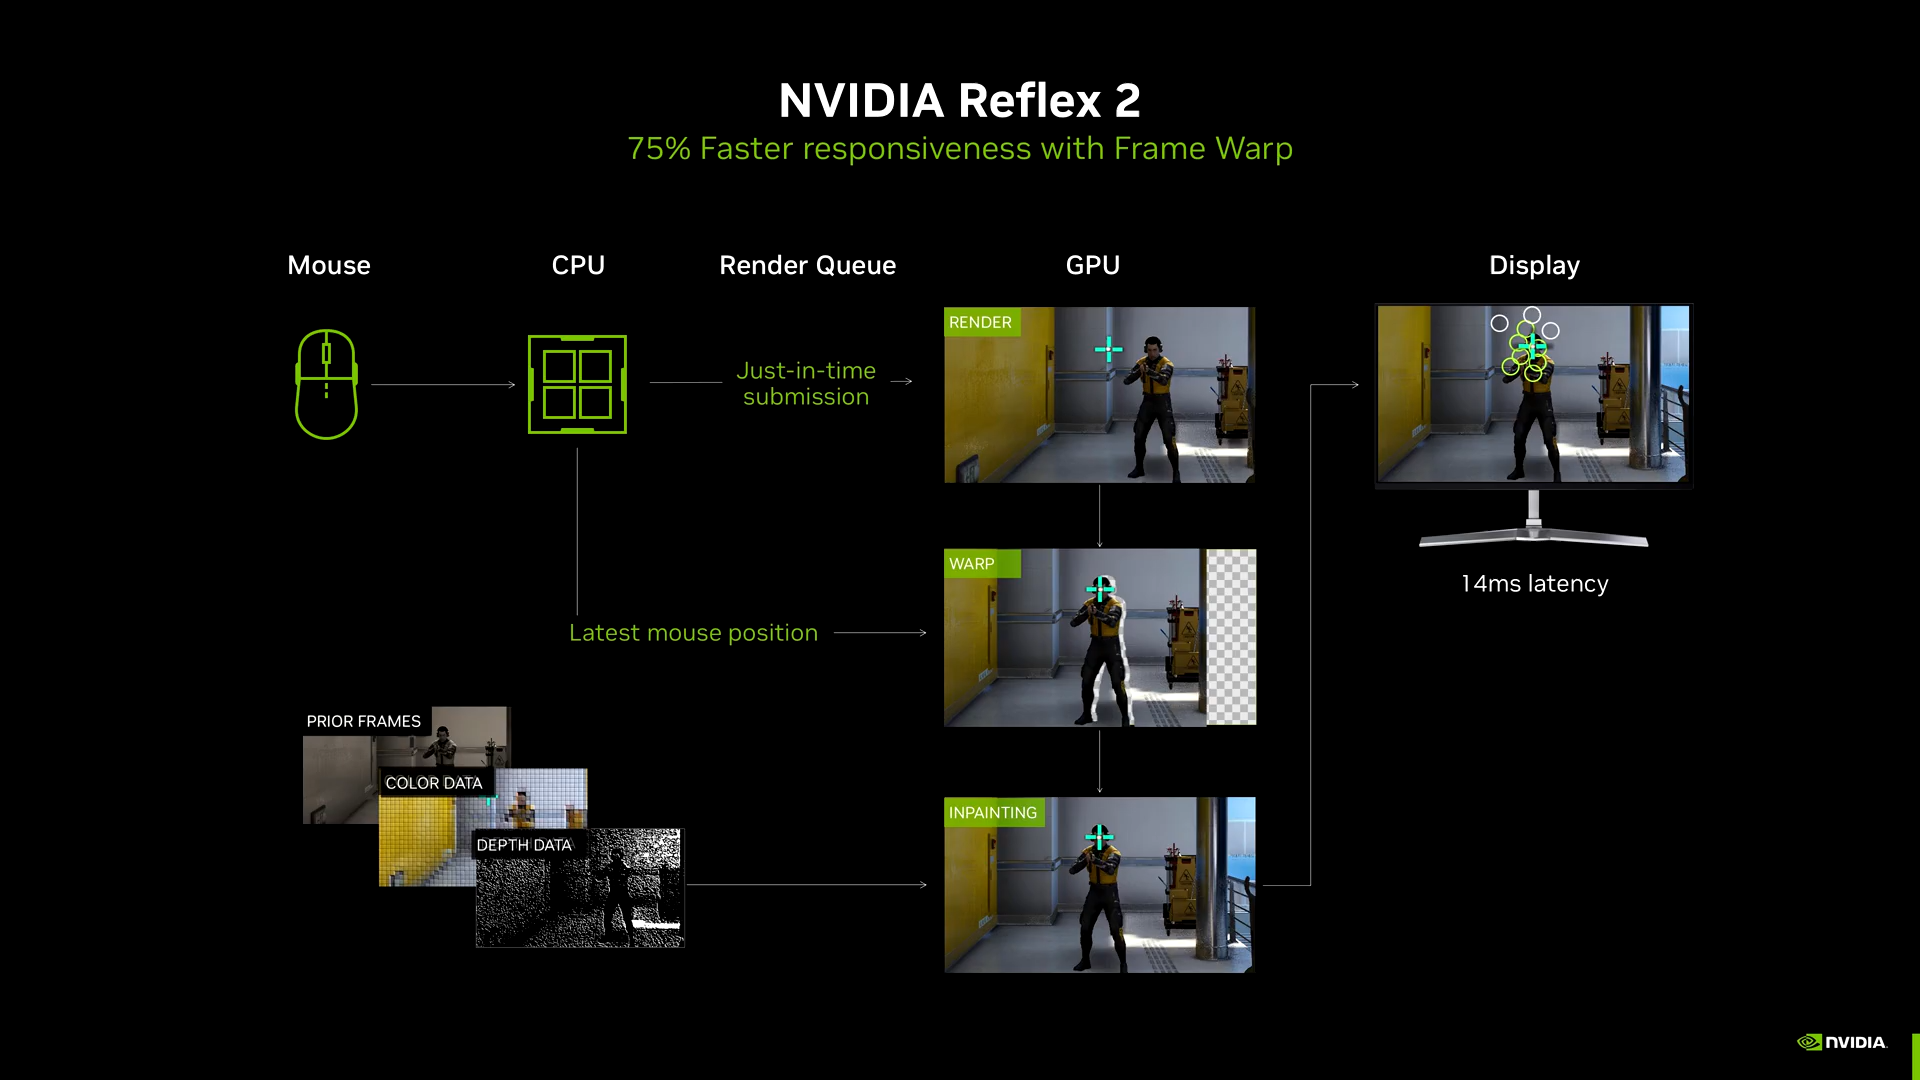 NVIDIA Reflex 2
75% Faster responsiveness with Frame Warp
Mouse
CPU
Render Queue
GPU
Display
RENDER
Just-in-time
submission
WARP
14ms latency
Latest mouse position
PRIOR FRAMES
COLOR DATA
DEPTH DATA
INPAINTING
NVIDIA.